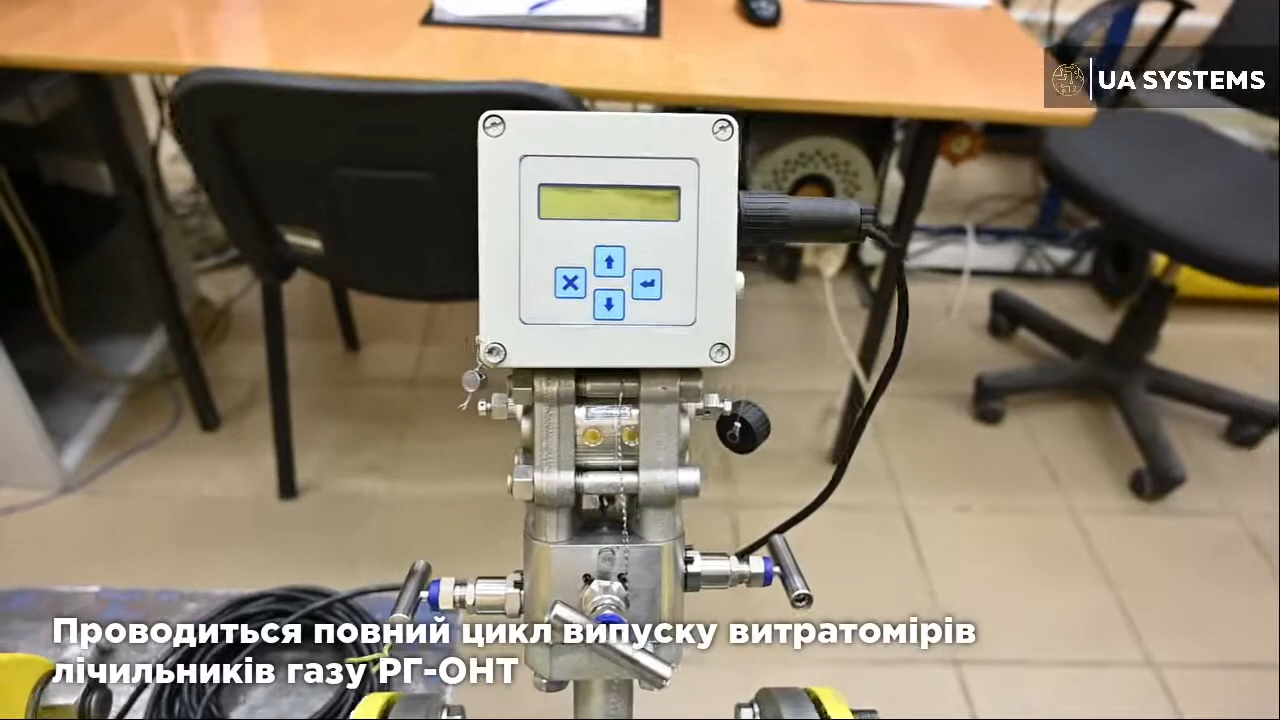 UA SYSTEMS
Проводиться повний цикл випуску витратомірів
лічильників газу РГ-ОНТ